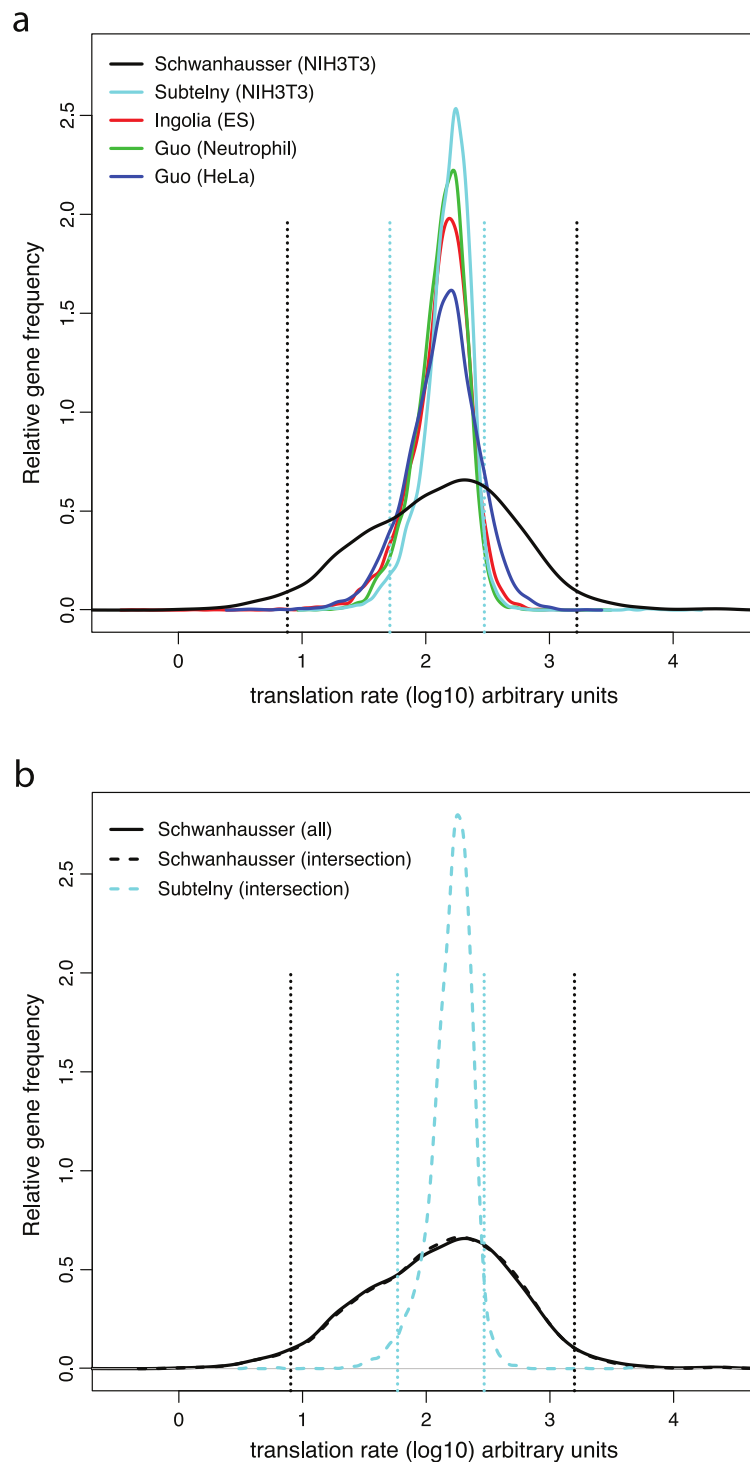 a
Schwanhausser (NIH3T3)
Subtelny (NIH3T3)
Ingolia (ES)
Guo (Neutrophil)
Guo (HeLa)
Relative gene frequency
2.5
2.0
1.5
1.0
0.5
0.0
0 1 2 3 4
translation rate (log10) arbitrary units
b
Schwanhausser (all)
Schwanhausser (intersection)
Subtelny (intersection)
Relative gene frequency
2.5
2.0
1.5
1.0
0.5
0.0
0 1 2 3 4
translation rate (log10) arbitrary units